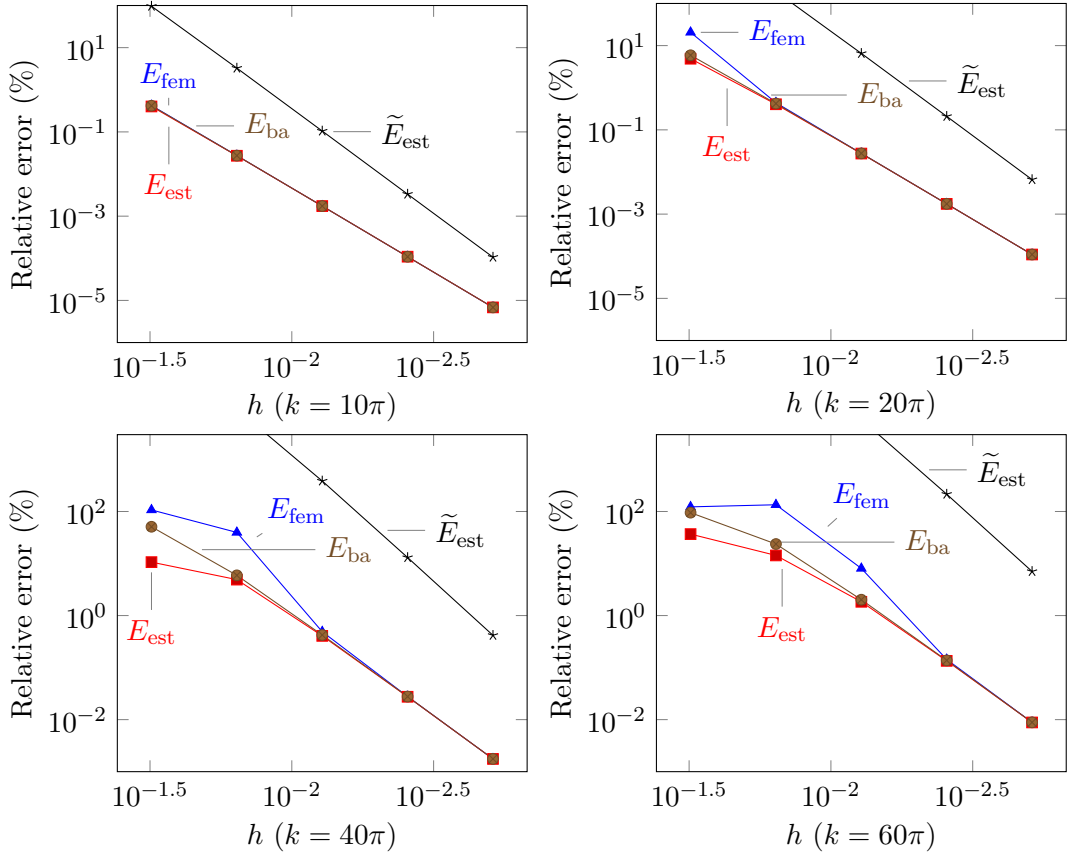 10^1
10^{-1}
10^{-3}
10^{-5}
Relative error (%)
E_fem
E_ba
Ẽ_est
E_est
10^{-1.5}
10^{-2}
10^{-2.5}
h (k = 10π)
10^1
10^{-1}
10^{-3}
10^{-5}
Relative error (%)
E_fem
Ẽ_est
E_ba
E_est
10^{-1.5}
10^{-2}
10^{-2.5}
h (k = 20π)
10^2
10^0
10^{-2}
Relative error (%)
E_fem
Ẽ_est
E_ba
E_est
10^{-1.5}
10^{-2}
10^{-2.5}
h (k = 40π)
10^2
10^0
10^{-2}
Relative error (%)
Ẽ_est
E_fem
E_ba
E_est
10^{-1.5}
10^{-2}
10^{-2.5}
h (k = 60π)